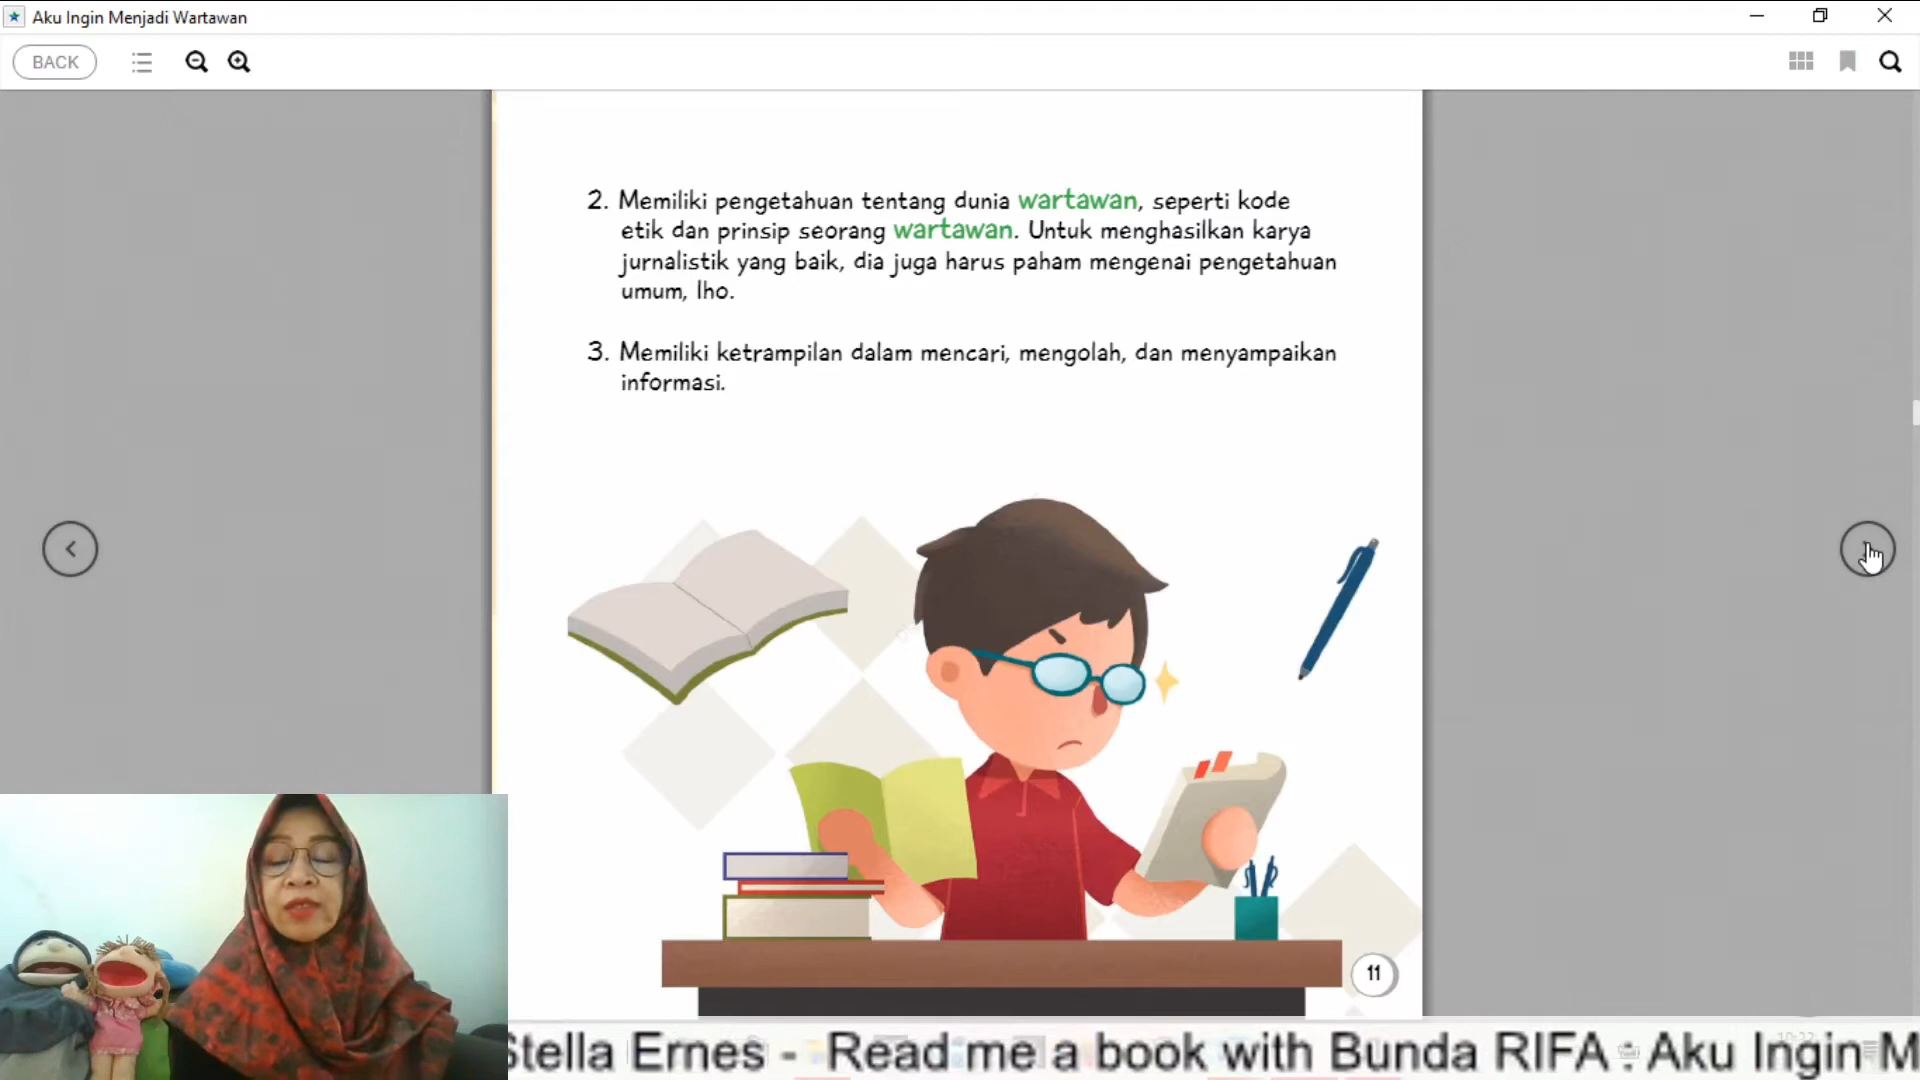 Aku Ingin Menjadi Wartawan
BACK
2. Memiliki pengetahuan tentang dunia wartawan, seperti kode
etik dan prinsip seorang wartawan. Untuk menghasilkan karya
jurnalistik yang baik, dia juga harus paham mengenai pengetahuan
umum, lho.
3. Memiliki ketrampilan dalam mencari, mengolah, dan menyampaikan
informasi.
11
Stella Ernes - Read me a book with Bunda RIFA : Aku Ingin M